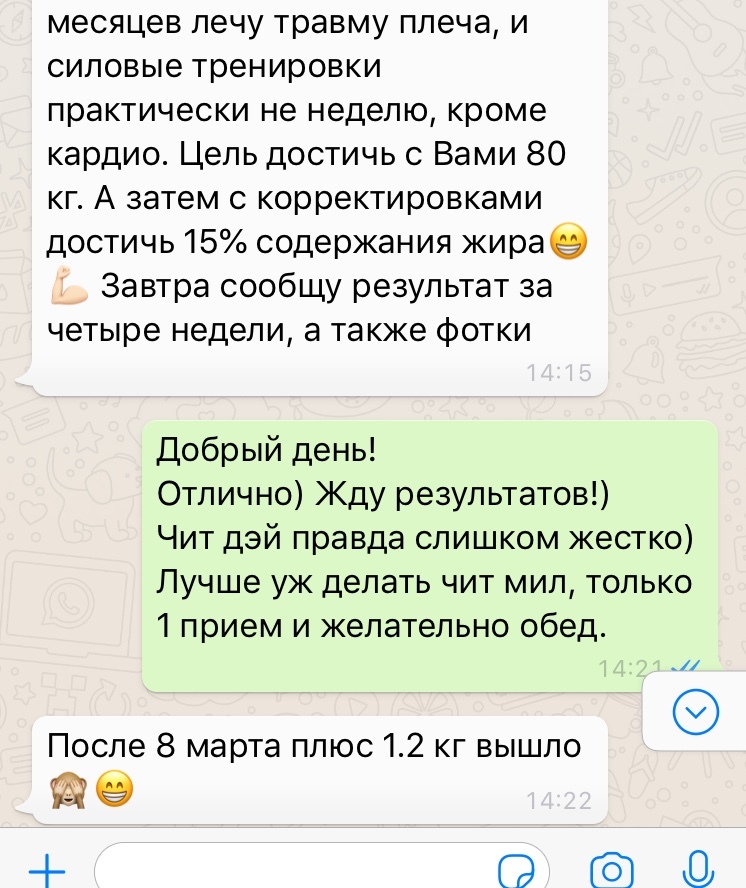 месяцев лечу травму плеча, и
силовые тренировки
практически не неделю, кроме
кардио. Цель достичь с Вами 80
кг. А затем с корректировками
достичь 15% содержания жира😁
💪🏻 Завтра сообщу результат за
четыре недели, а также фотки
14:15
Добрый день!
Отлично) Жду результатов!)
Чит дэй правда слишком жестко)
Лучше уж делать чит мил, только
1 прием и желательно обед.
14:21
После 8 марта плюс 1.2 кг вышло
🙈😁
14:22